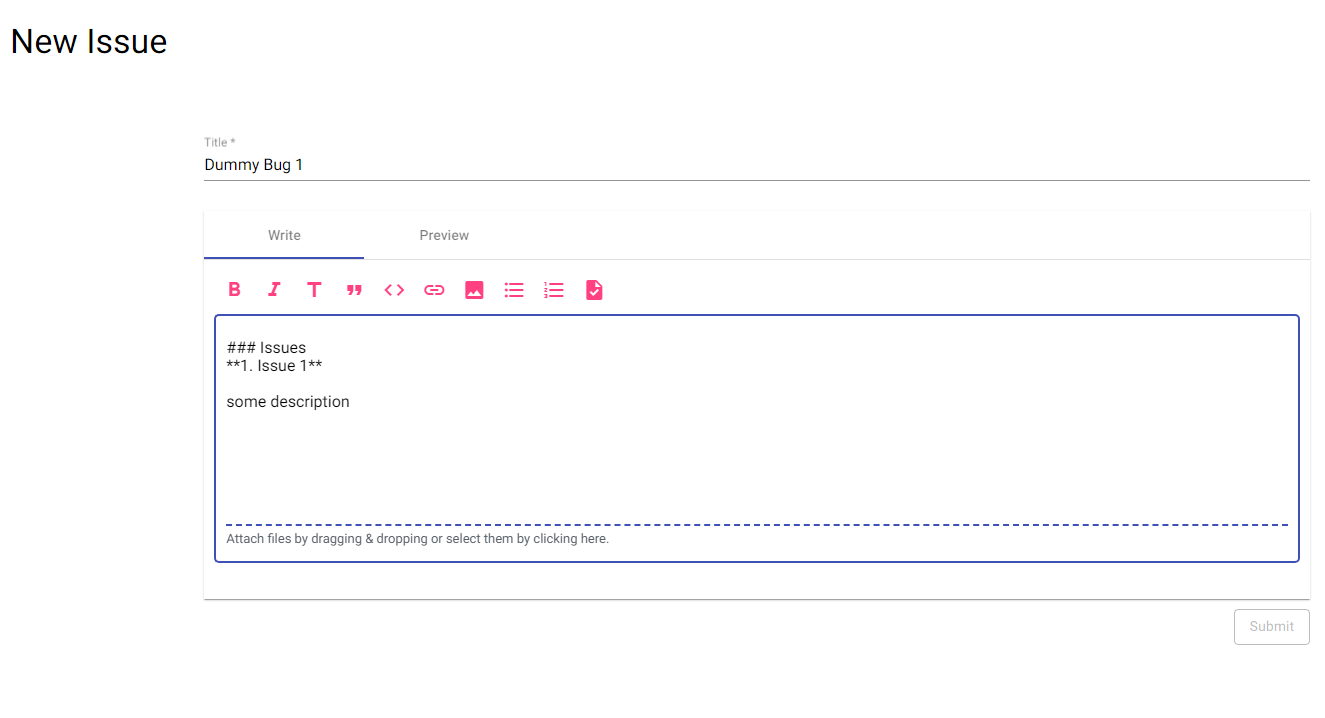 New Issue
Title *
Dummy Bug 1
Write Preview
### Issues
**1. Issue 1**
some description
Attach files by dragging & dropping or select them by clicking here.
Submit